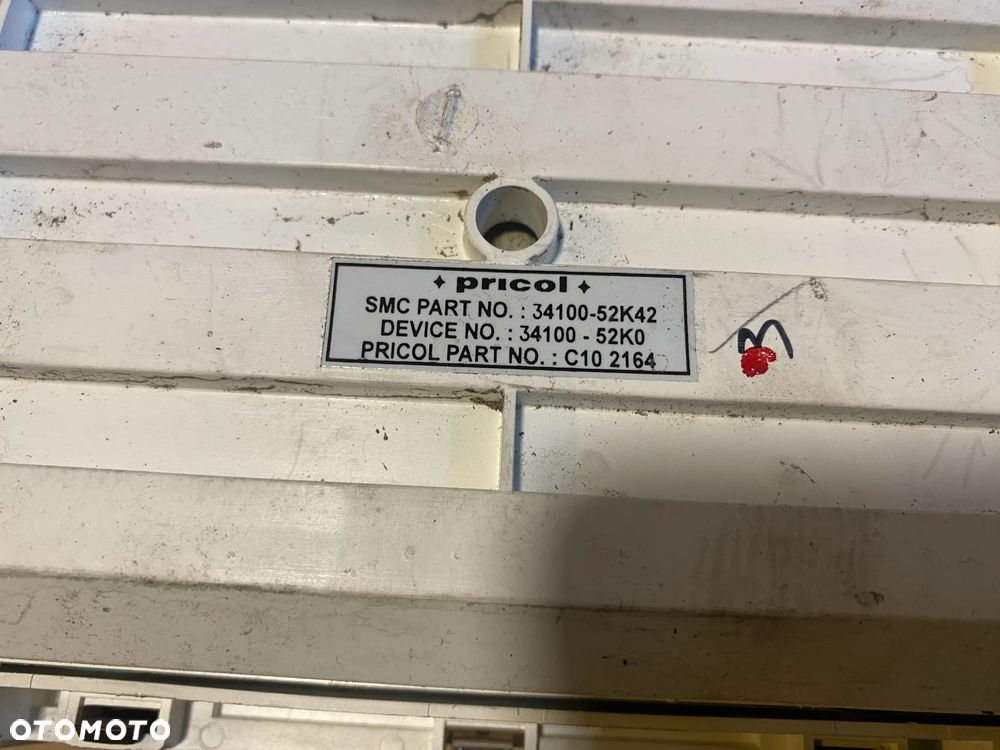 pricol
SMC PART NO. : 34100-52K42
DEVICE NO. : 34100 - 52K0
PRICOL PART NO. : C10 2164
M
OTOMOTO